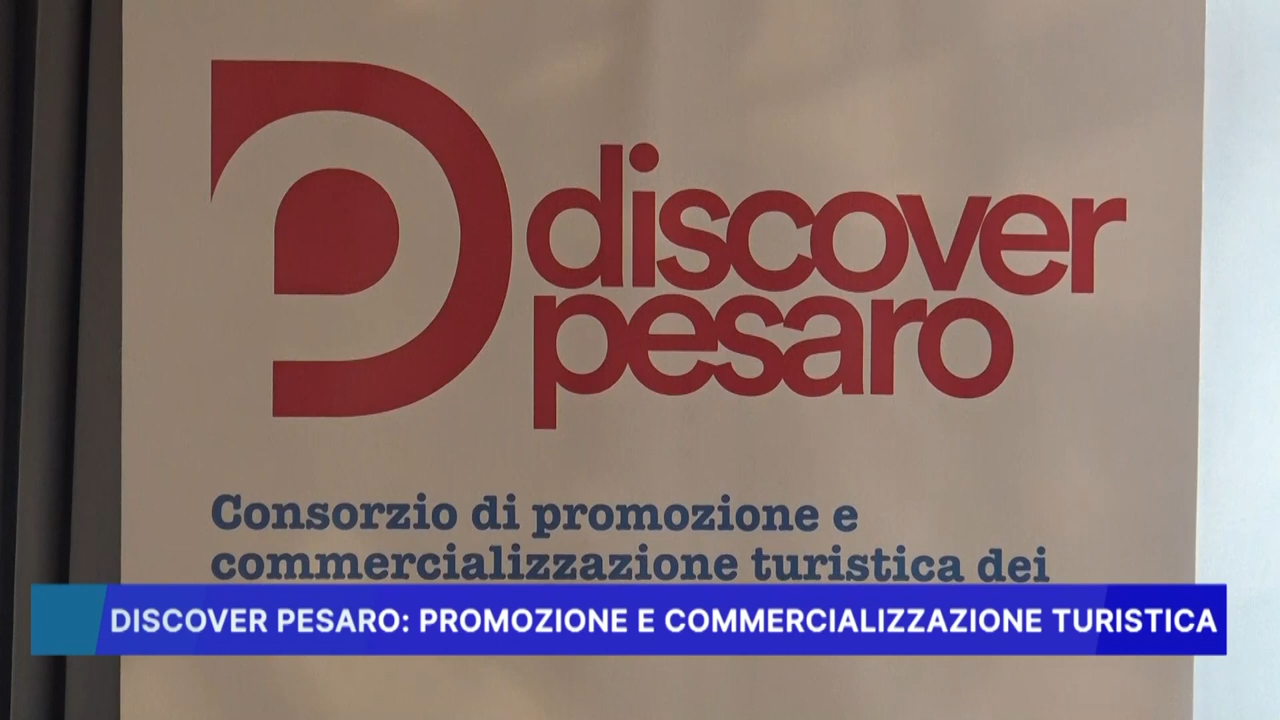 discover
pesaro
Consorzio di promozione e
commercializzazione turistica dei
DISCOVER PESARO: PROMOZIONE E COMMERCIALIZZAZIONE TURISTICA